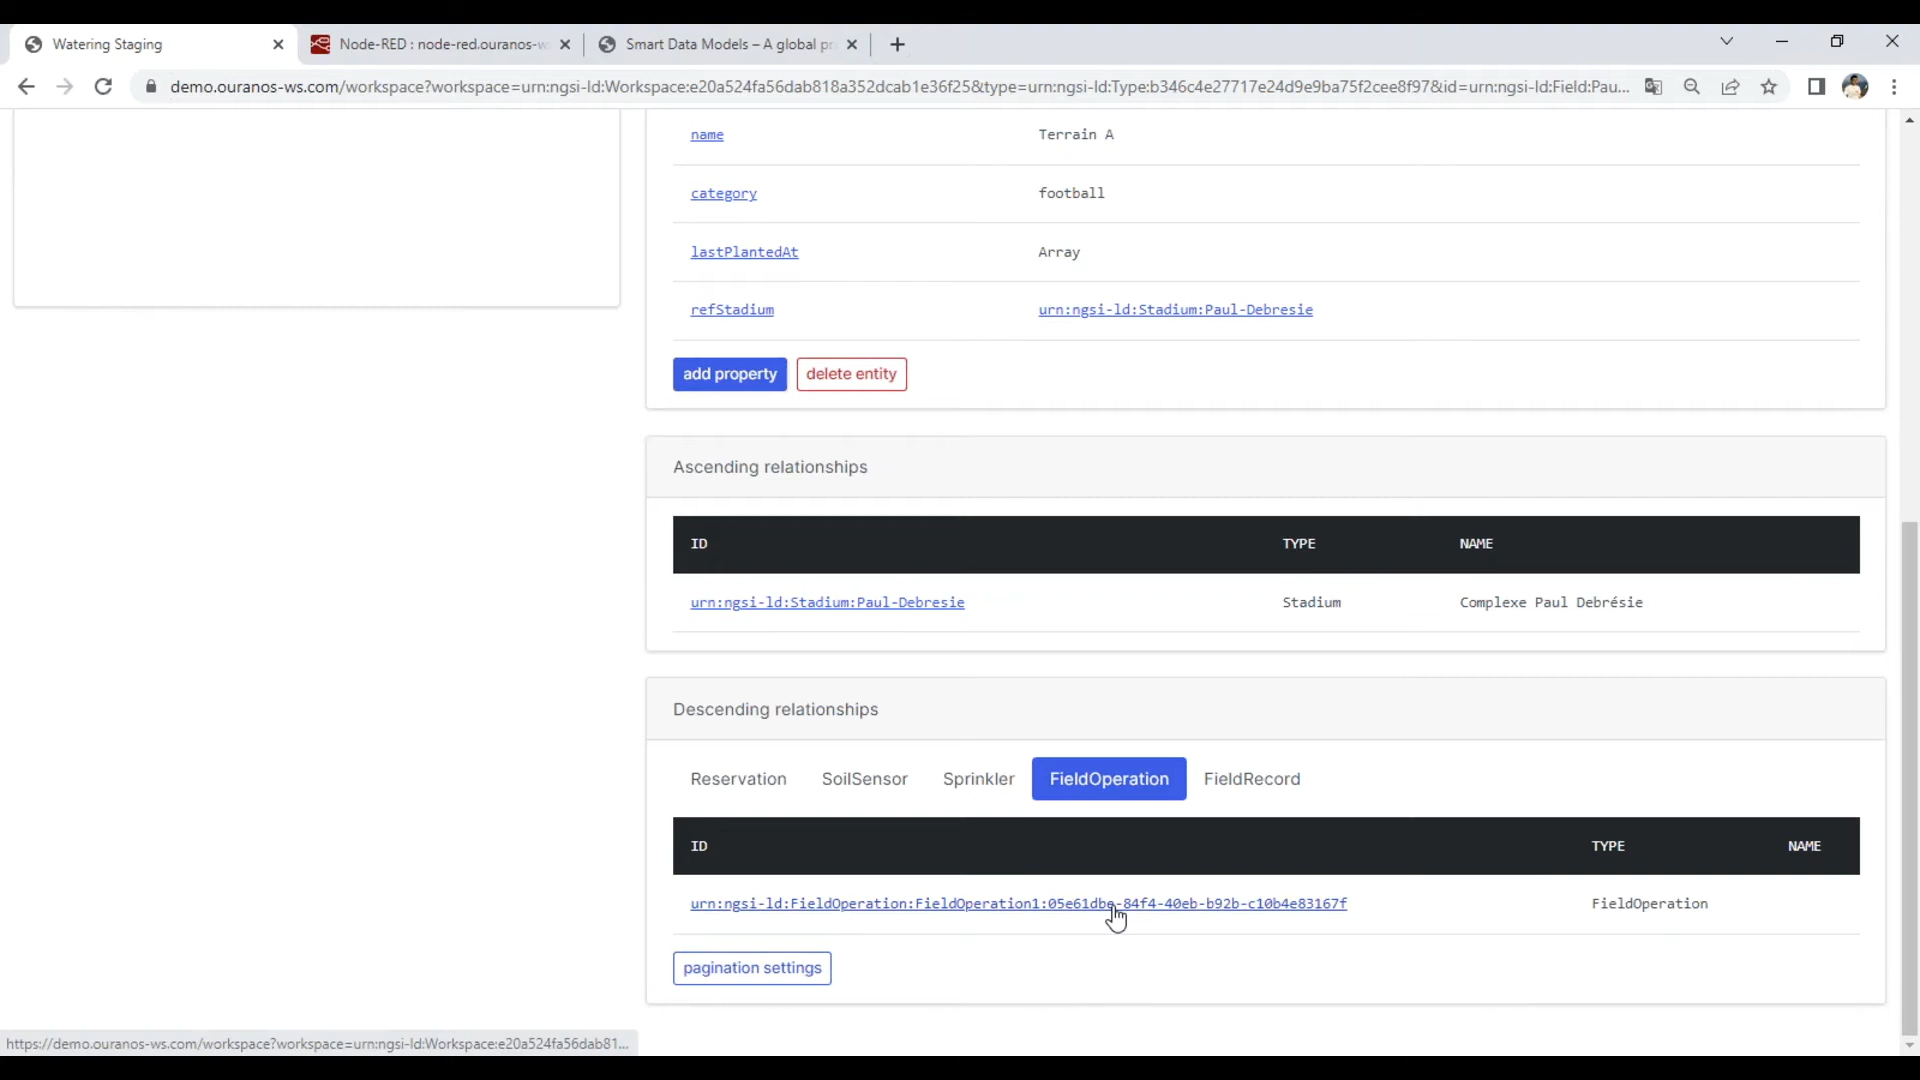 Watering Staging
Node-RED : node-red.ouranos-w
Smart Data Models – A global pr
demo.ouranos-ws.com/workspace?workspace=urn:ngsi-ld:Workspace:e20a524fa56dab818a352dcab1e36f25&type=urn:ngsi-ld:Type:b346c4e27717e24d9e9ba75f2cee8f97&id=urn:ngsi-ld:Field:Pau...
name Terrain A
category football
lastPlantedAt Array
refStadium urn:ngsi-ld:Stadium:Paul-Debresie
add property delete entity
Ascending relationships
ID TYPE NAME
urn:ngsi-ld:Stadium:Paul-Debresie Stadium Complexe Paul Debrésie
Descending relationships
Reservation SoilSensor Sprinkler FieldOperation FieldRecord
ID TYPE NAME
urn:ngsi-ld:FieldOperation:FieldOperation1:05e61dbe-84f4-40eb-b92b-c10b4e83167f FieldOperation
pagination settings
https://demo.ouranos-ws.com/workspace?workspace=urn:ngsi-ld:Workspace:e20a524fa56dab81...